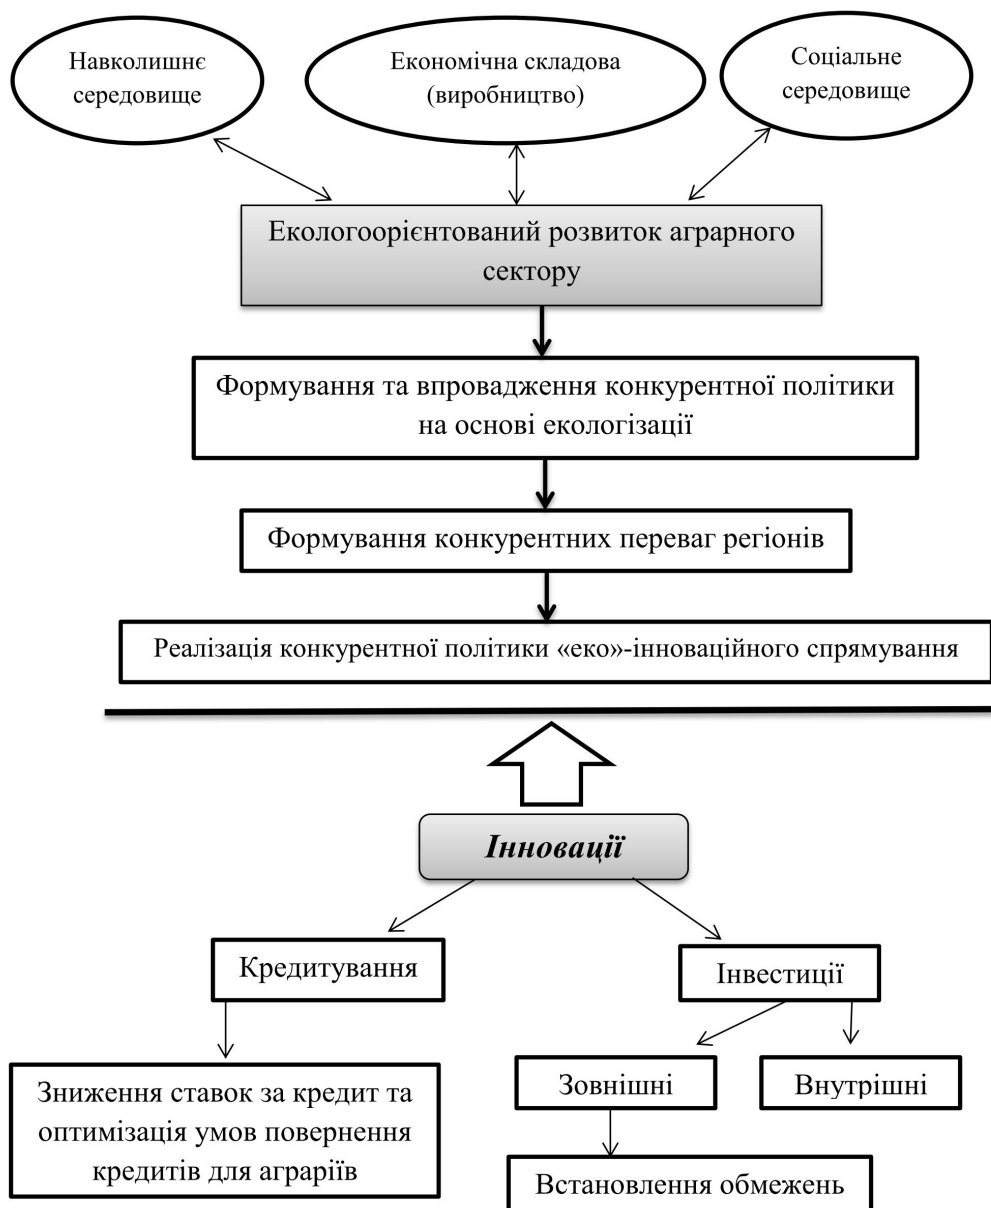 Навколишнє
середовище
Економічна складова
(виробництво)
Соціальне
середовище
Екологоорієнтований розвиток аграрного
сектору
Формування та впровадження конкурентної політики
на основі екологізації
Формування конкурентних переваг регіонів
Реалізація конкурентної політики «еко»-інноваційного спрямування
Інновації
Кредитування
Інвестиції
Зниження ставок за кредит та
оптимізація умов повернення
кредитів для аграріїв
Зовнішні
Внутрішні
Встановлення обмежень